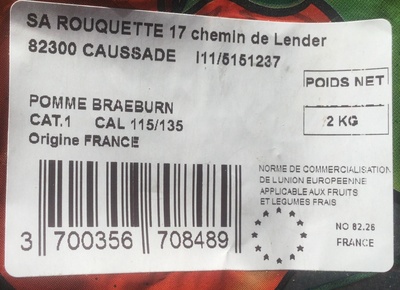 SA ROUQUETTE 17 chemin de Lender
82300 CAUSSADE I11/5151237
POIDS NET
2 KG
POMME BRAEBURN
CAT.1 CAL 115/135
Origine FRANCE
NORME DE COMMERCIALISATION
DE L'UNION EUROPEENNE
APPLICABLE AUX FRUITS
ET LEGUMES FRAIS
NO 82.26
FRANCE
3 700356 708489